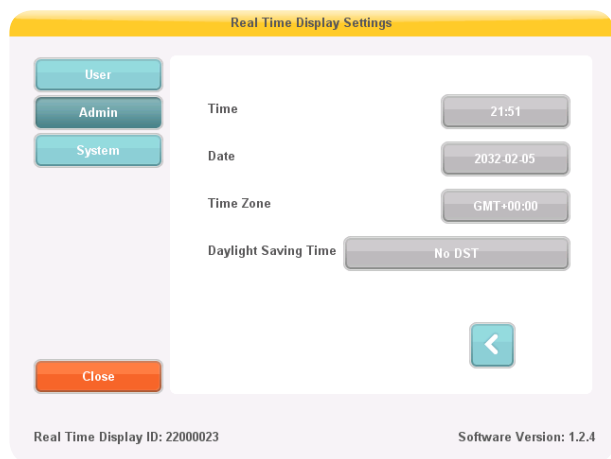 Real Time Display Settings
User
Admin
System
Time
21:51
Date
2032-02-05
Time Zone
GMT+00:00
Daylight Saving Time
No DST
Close
Real Time Display ID: 22000023
Software Version: 1.2.4